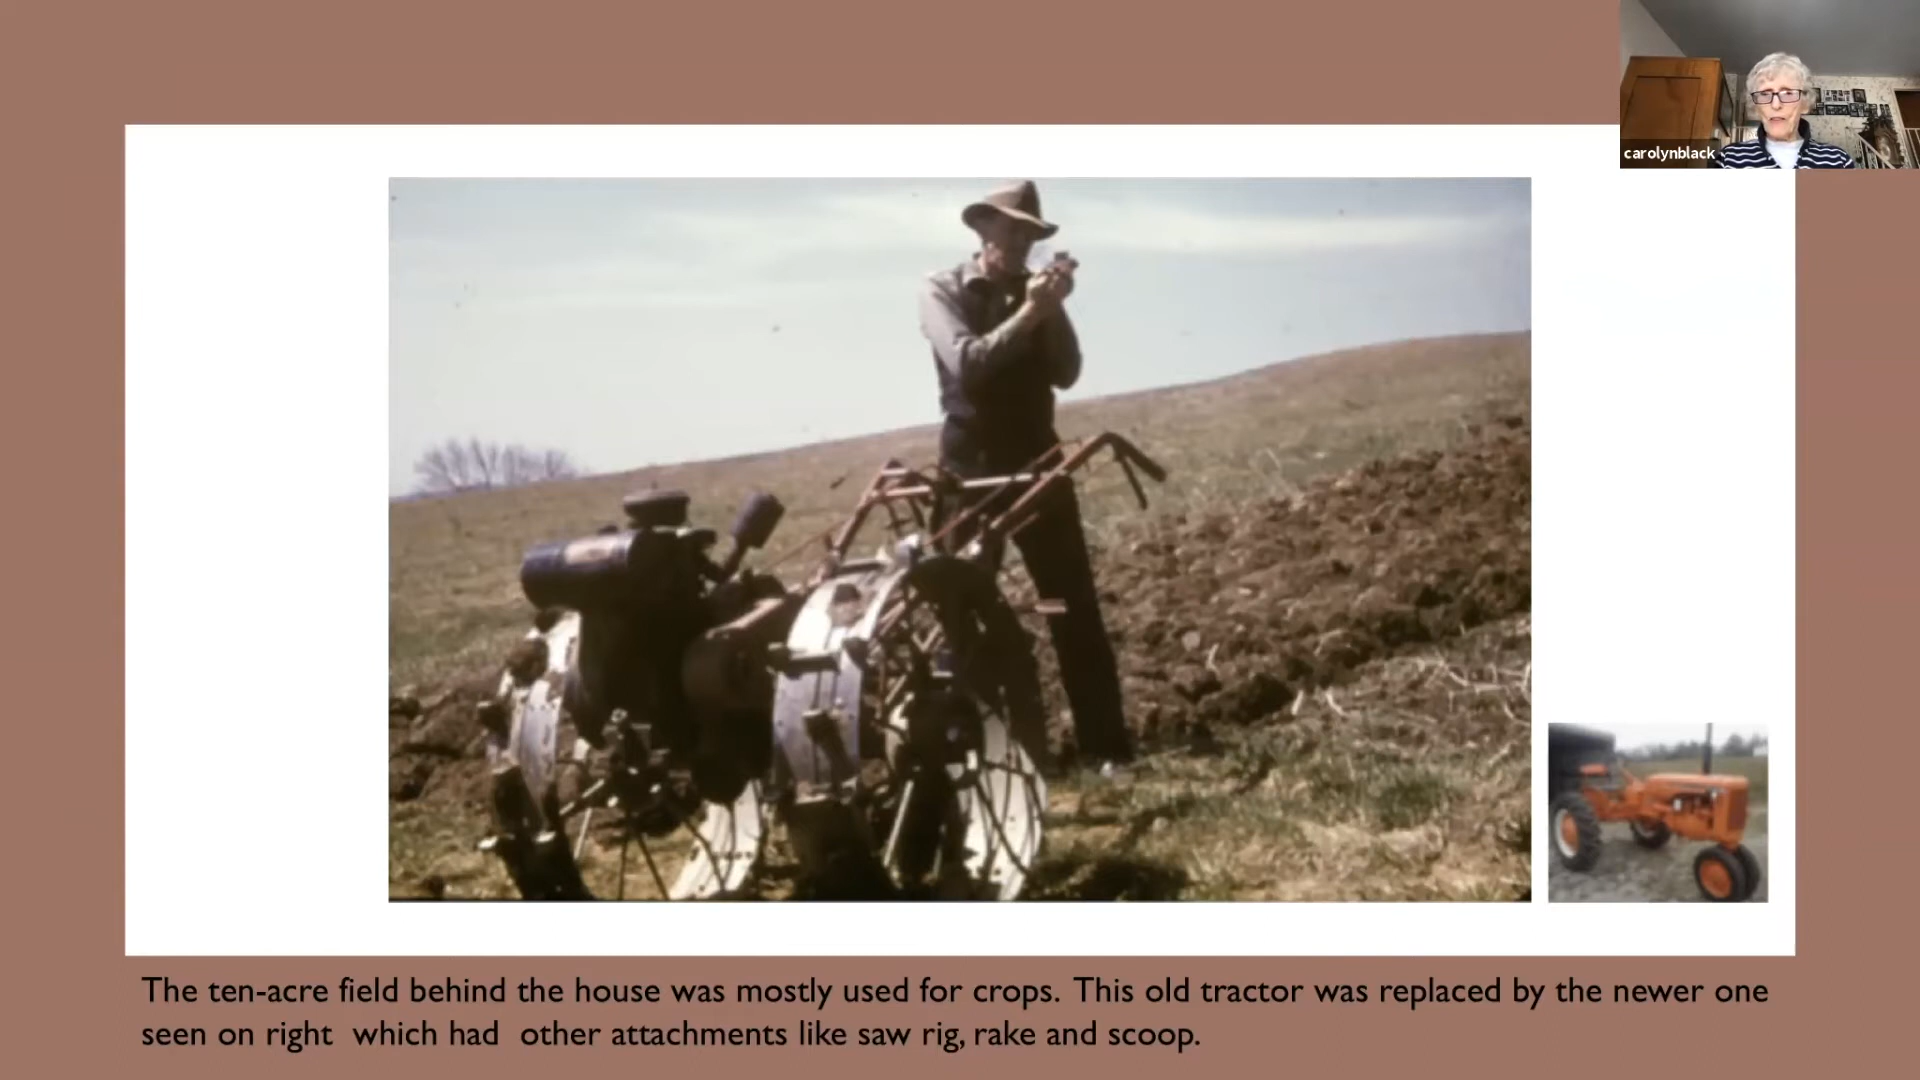 carolynblack
The ten-acre field behind the house was mostly used for crops. This old tractor was replaced by the newer one
seen on right which had other attachments like saw rig, rake and scoop.